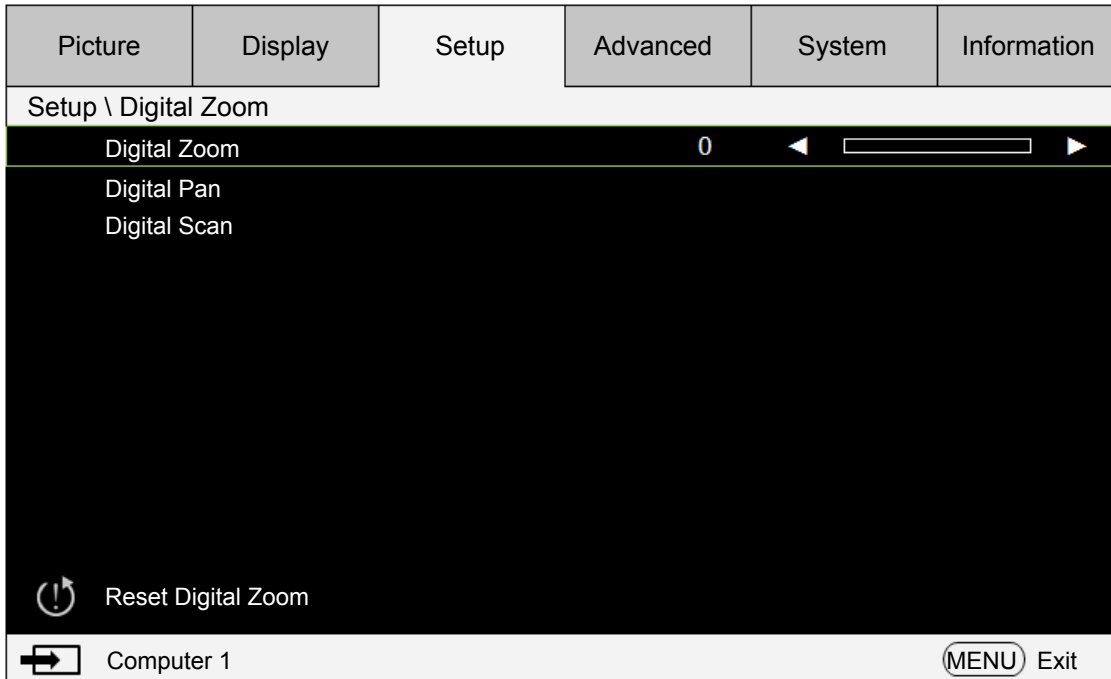 Picture Display Setup Advanced System Information
Setup \ Digital Zoom
Digital Zoom 0
Digital Pan
Digital Scan
Reset Digital Zoom
Computer 1 MENU Exit